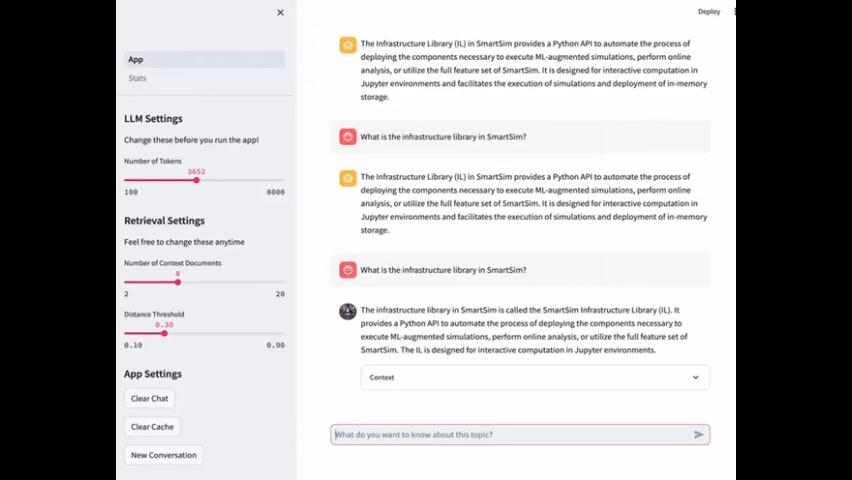 Deploy
App
Stats
LLM Settings
Change these before you run the app!
Number of Tokens
3652
100 8000
Retrieval Settings
Feel free to change these anytime
Number of Context Documents
8
2 20
Distance Threshold
0.30
0.10 0.90
App Settings
Clear Chat
Clear Cache
New Conversation
The Infrastructure Library (IL) in SmartSim provides a Python API to automate the process of
deploying the components necessary to execute ML-augmented simulations, perform online
analysis, or utilize the full feature set of SmartSim. It is designed for interactive computation in
Jupyter environments and facilitates the execution of simulations and deployment of in-memory
storage.
What is the infrastructure library in SmartSim?
The Infrastructure Library (IL) in SmartSim provides a Python API to automate the process of
deploying the components necessary to execute ML-augmented simulations, perform online
analysis, or utilize the full feature set of SmartSim. It is designed for interactive computation in
Jupyter environments and facilitates the execution of simulations and deployment of in-memory
storage.
What is the infrastructure library in SmartSim?
The infrastructure library in SmartSim is called the SmartSim Infrastructure Library (IL). It
provides a Python API to automate the process of deploying the components necessary to
execute ML-augmented simulations, perform online analysis, or utilize the full feature set of
SmartSim. The IL is designed for interactive computation in Jupyter environments.
Context
What do you want to know about this topic?